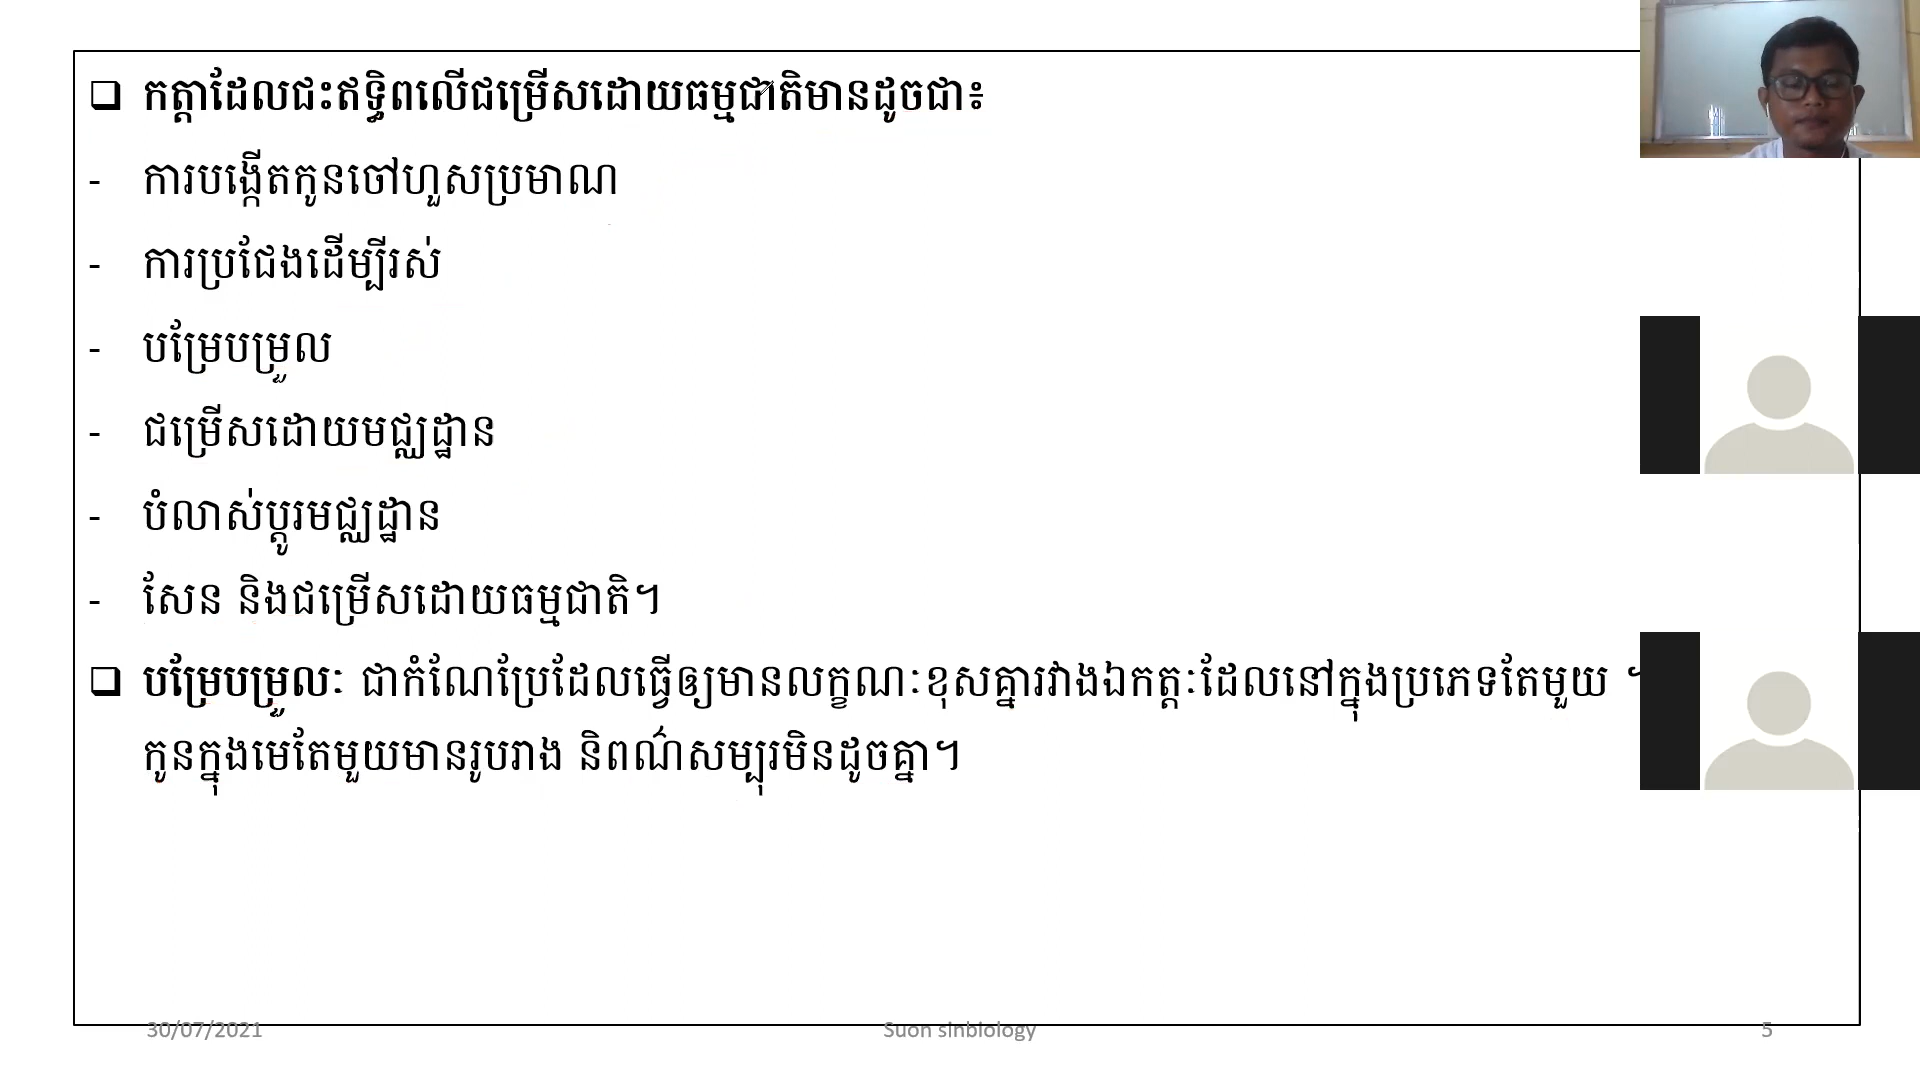 ❑ កត្តាដែលជះឥទ្ធិពលើជម្រើសដោយធម្មជាតិមានដូចជា៖
- ការបង្កើតកូនចៅហួសប្រមាណ
- ការប្រជែងដើម្បីរស់
- បម្រែបម្រួល
- ជម្រើសដោយមជ្ឈដ្ឋាន
- បំលាស់ប្តូរមជ្ឈដ្ឋាន
- សែន និងជម្រើសដោយធម្មជាតិ។
❑ បម្រែបម្រួលៈ ជាកំណែប្រែដែលធ្វើឲ្យមានលក្ខណៈខុសគ្នារវាងឯកត្តៈដែលនៅក្នុងប្រភេទតែមួយ
កូនក្នុងមេតែមួយមានរូបរាង និពណ៌សម្បុរមិនដូចគ្នា។
30/07/2021 Suon sinbiology 5